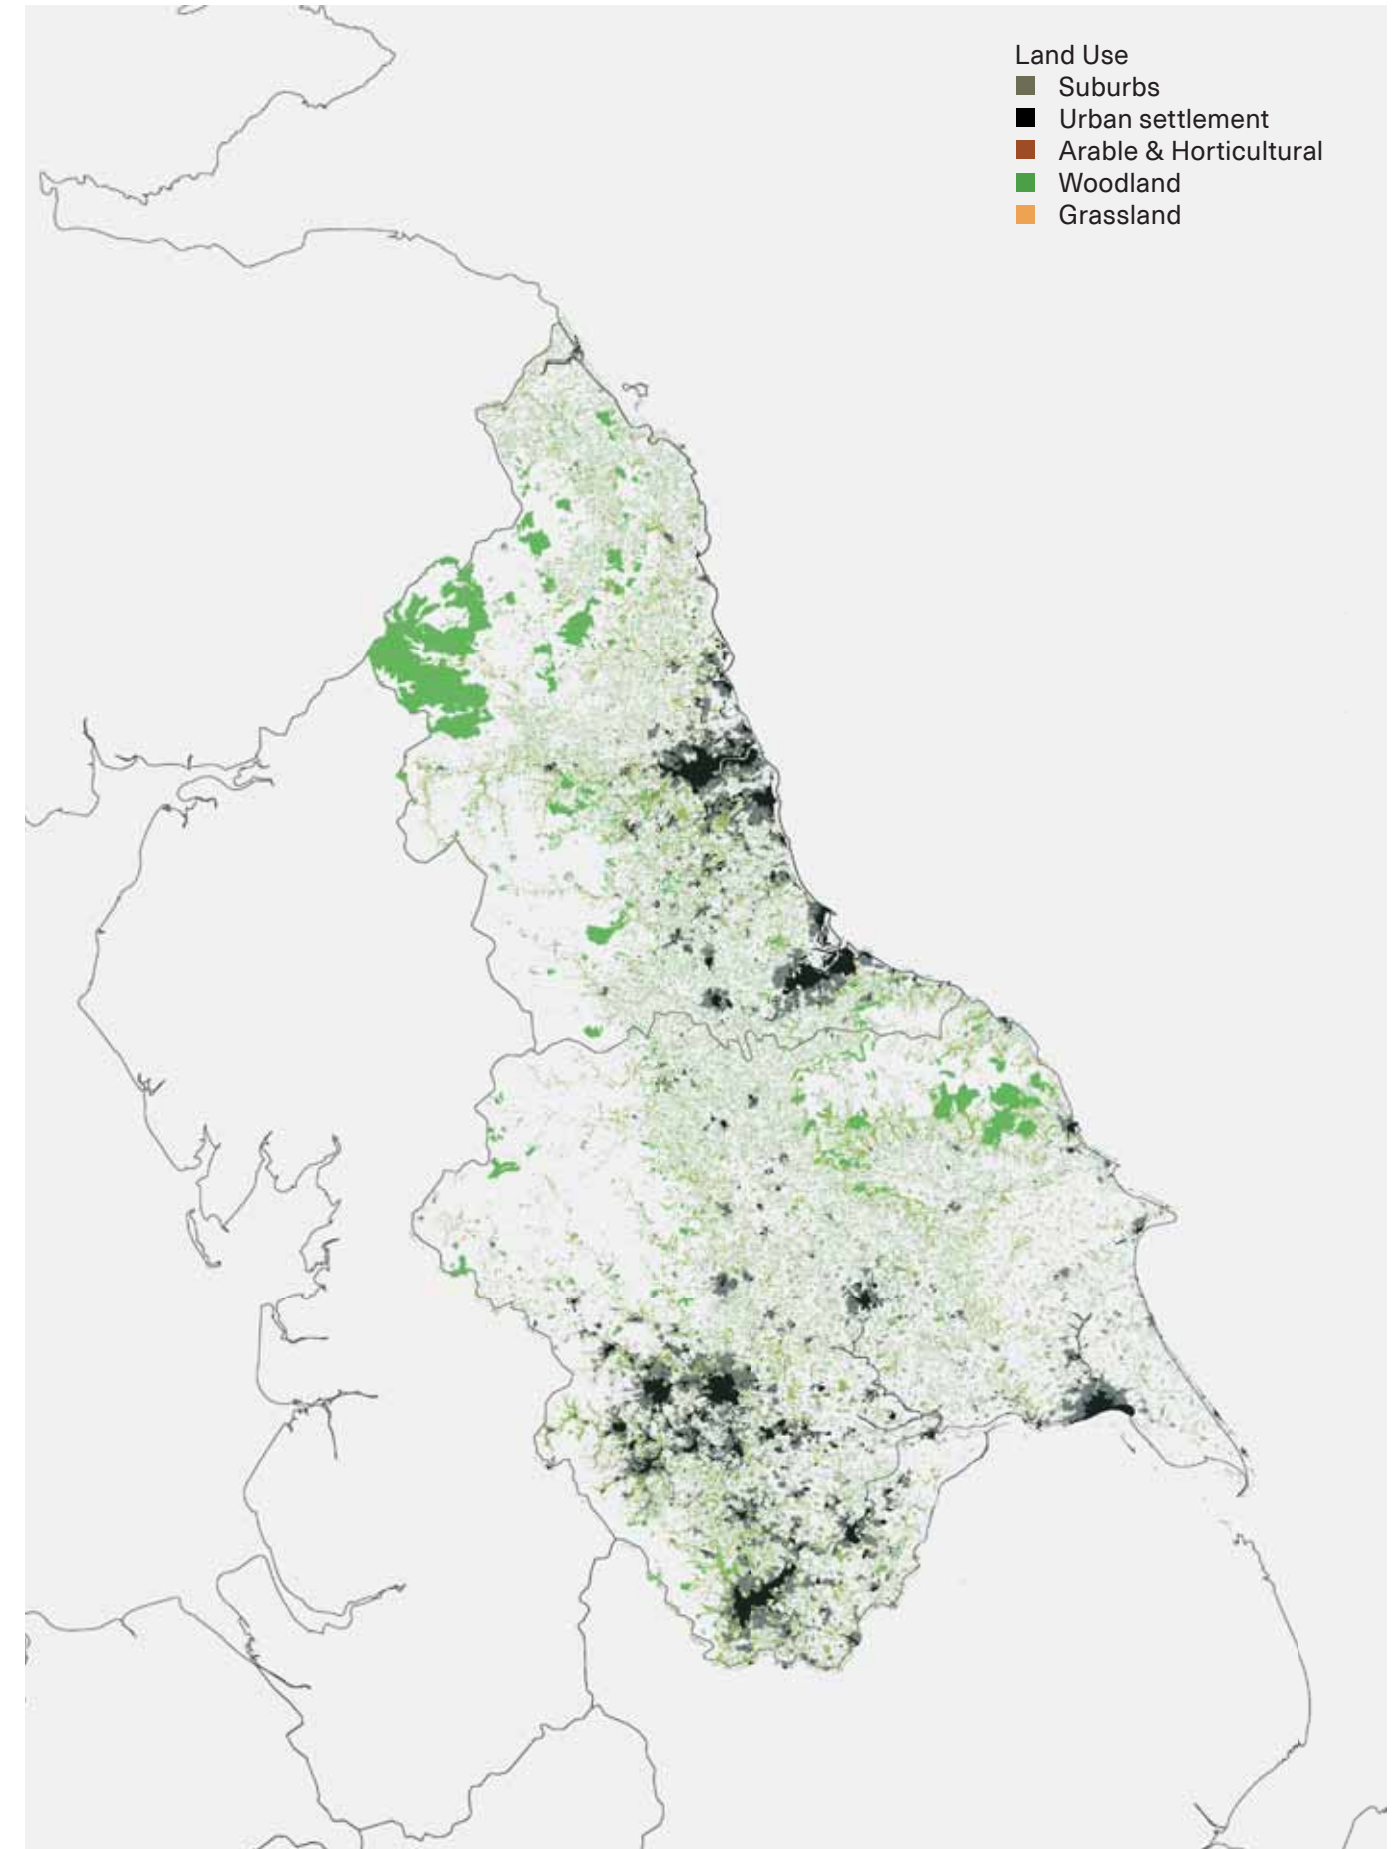 Land Use
Suburbs
Urban settlement
Arable & Horticultural
Woodland
Grassland